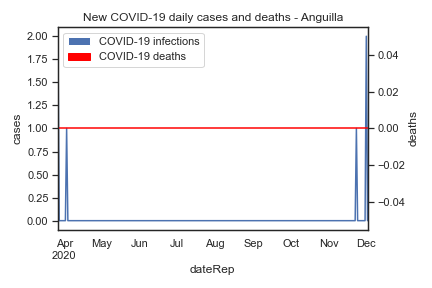 New COVID-19 daily cases and deaths - Anguilla
COVID-19 infections
COVID-19 deaths
2.00
1.75
1.50
1.25
1.00
0.75
0.50
0.25
0.00
cases
0.04
0.02
0.00
−0.02
−0.04
deaths
Apr May Jun Jul Aug Sep Oct Nov Dec
2020
dateRep